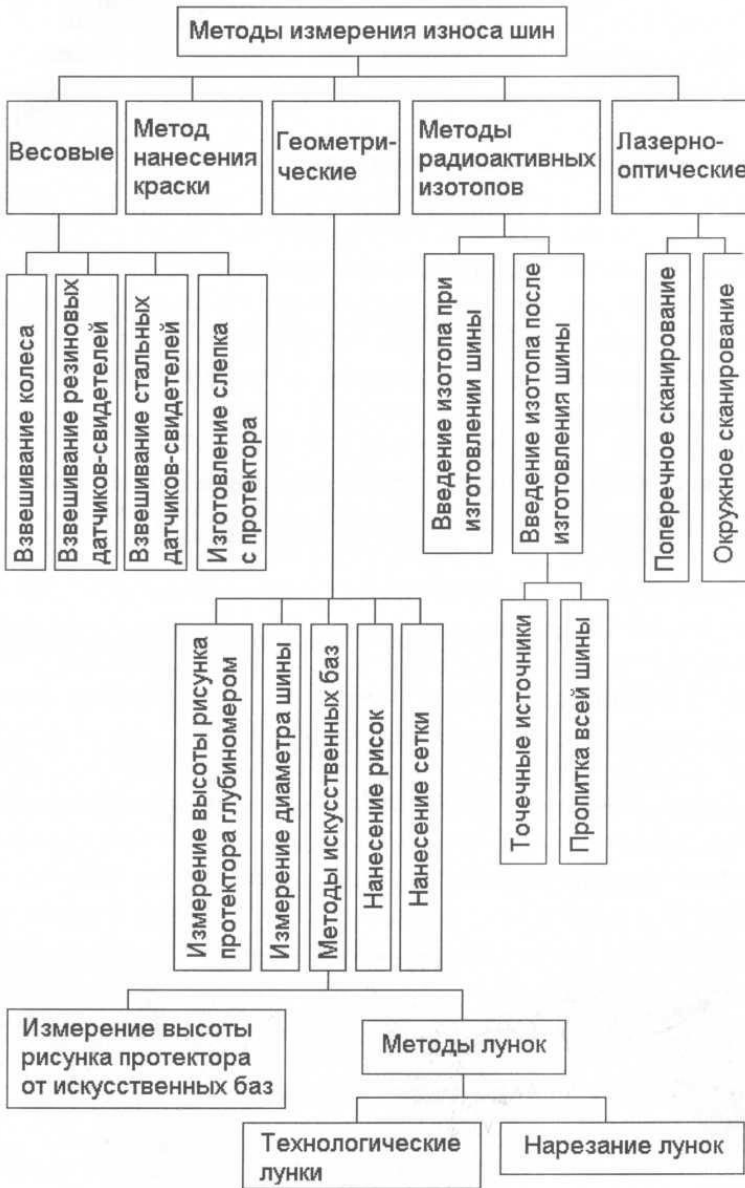 Методы измерения износа шин
Весовые
Метод
нанесения
краски
Геометри-
ческие
Методы
радиоактивных
изотопов
Лазерно-
оптические
Взвешивание колеса
Взвешивание резиновых
датчиков-свидетелей
Взвешивание стальных
датчиков-свидетелей
Изготовление слепка
с протектора
Введение изотопа при
изготовлении шины
Введение изотопа после
изготовления шины
Поперечное сканирование
Окружное сканирование
Измерение высоты рисунка
протектора глубиномером
Измерение диаметра шины
Методы искусственных баз
Нанесение рисок
Нанесение сетки
Точечные источники
Пропитка всей шины
Измерение высоты
рисунка протектора
от искусственных баз
Методы лунок
Технологические
лунки
Нарезание лунок